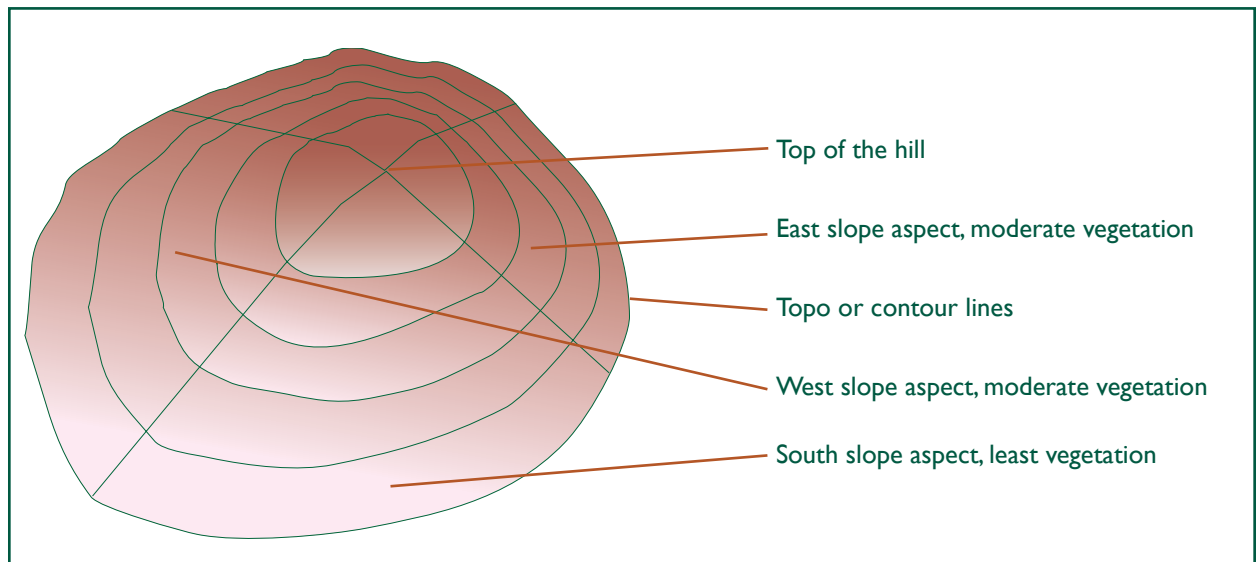 Top of the hill
East slope aspect, moderate vegetation
Topo or contour lines
West slope aspect, moderate vegetation
South slope aspect, least vegetation